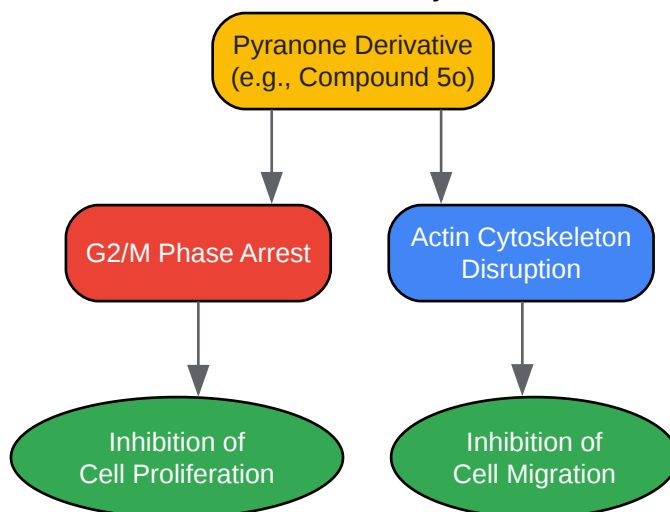 Pyranone Derivative
(e.g., Compound 5o)
G2/M Phase Arrest
Actin Cytoskeleton
Disruption
Inhibition of
Cell Proliferation
Inhibition of
Cell Migration